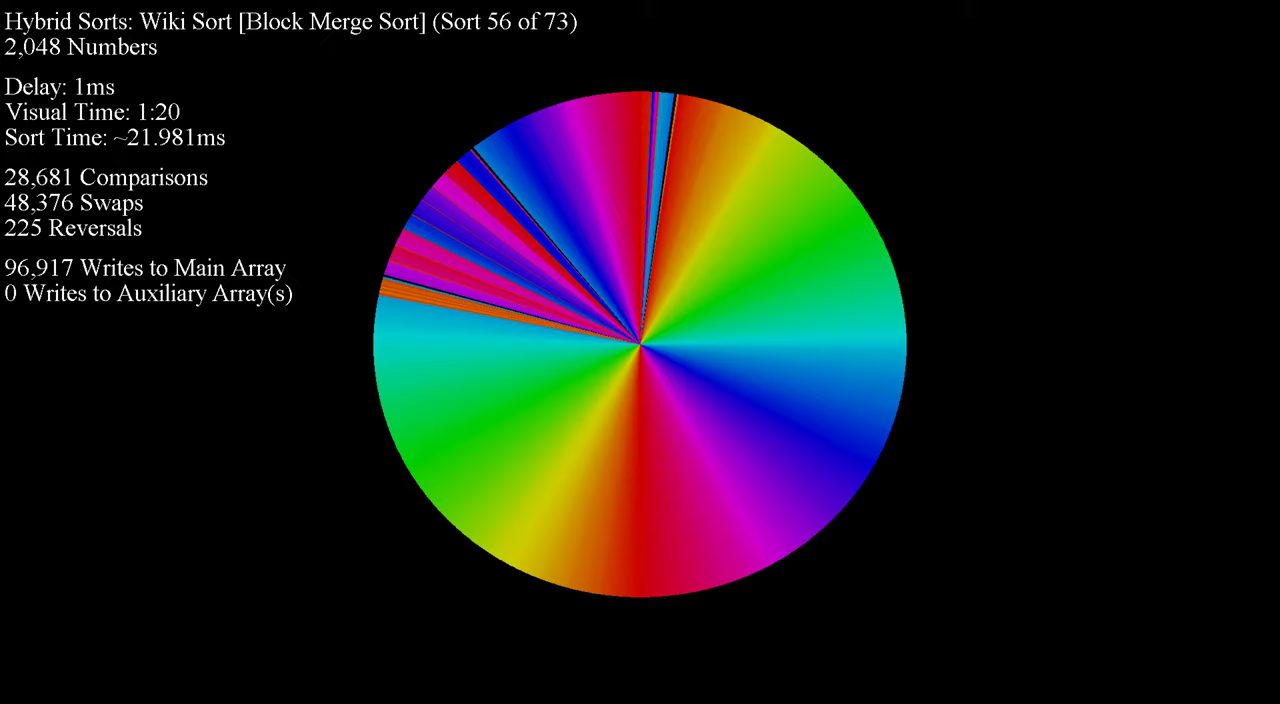 Hybrid Sorts: Wiki Sort [Block Merge Sort] (Sort 56 of 73)
2,048 Numbers
Delay: 1ms
Visual Time: 1:20
Sort Time: ~21.981ms
28,681 Comparisons
48,376 Swaps
225 Reversals
96,917 Writes to Main Array
0 Writes to Auxiliary Array(s)